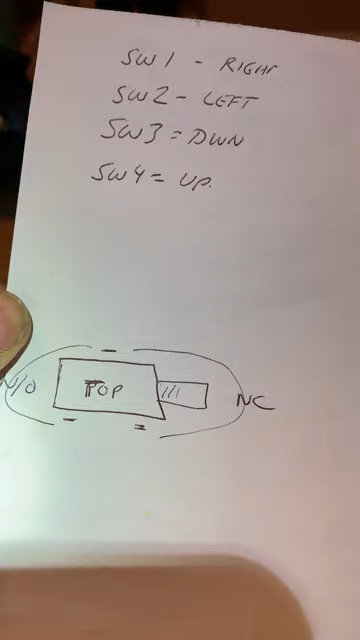 SW1 - RIGHT
SW2 - LEFT
SW3 = DWN
SW4 = UP.
N/O TOP NC